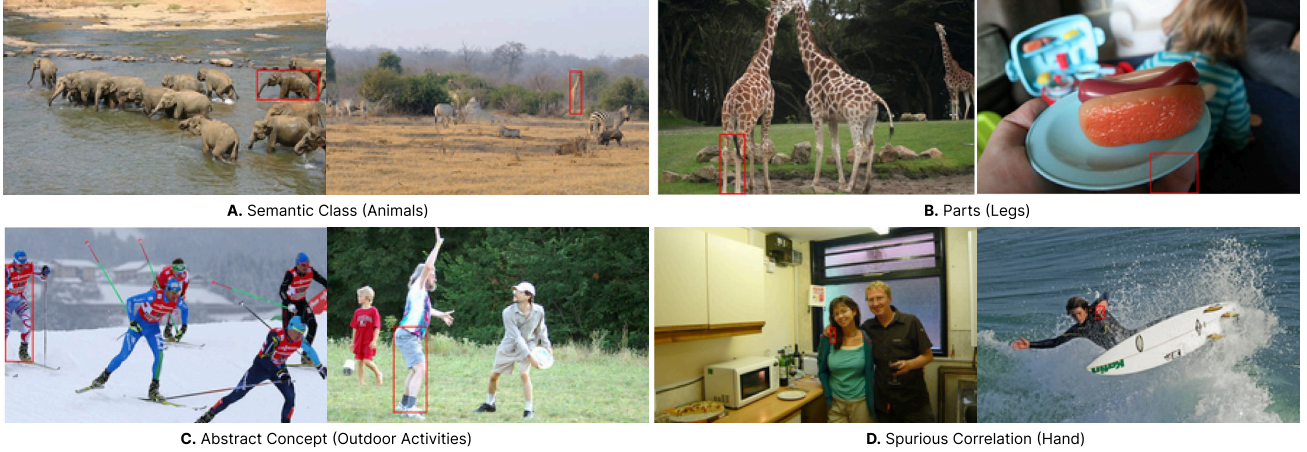 A. Semantic Class (Animals)
B. Parts (Legs)
C. Abstract Concept (Outdoor Activities)
D. Spurious Correlation (Hand)